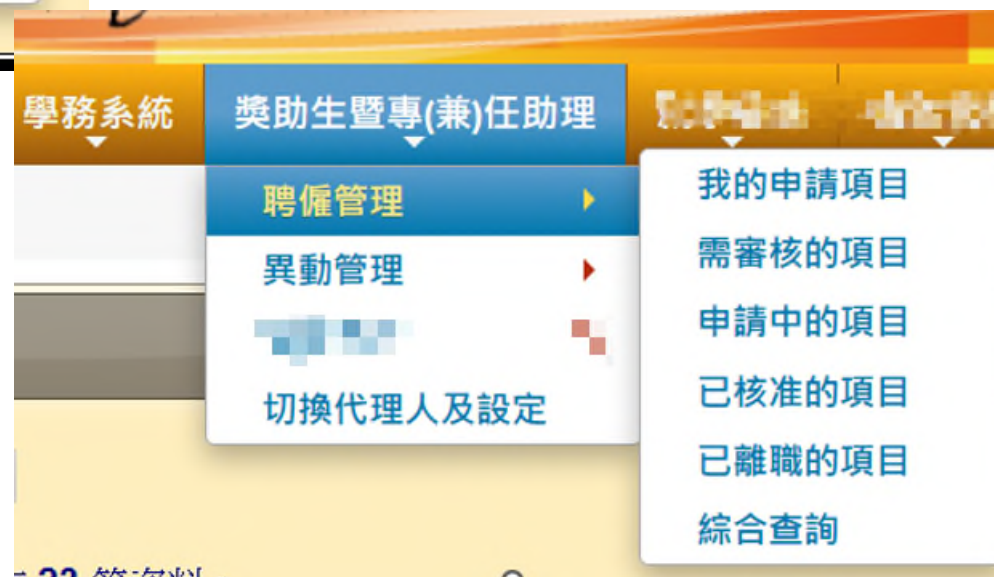 學務系統
獎助生暨專(兼)任助理
聘僱管理
異動管理
切換代理人及設定
我的申請項目
需審核的項目
申請中的項目
已核准的項目
已離職的項目
綜合查詢